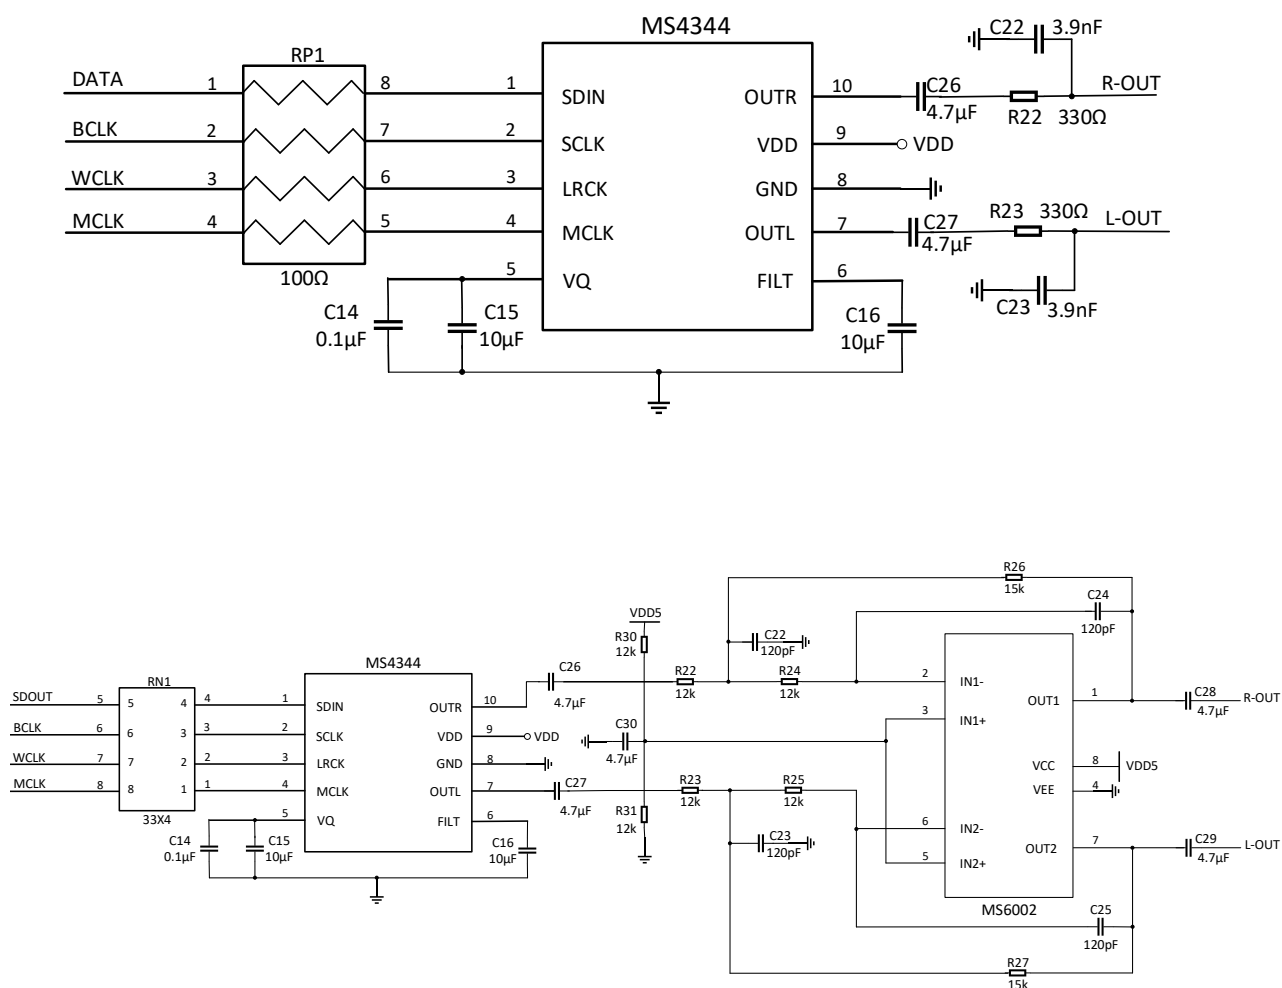 MS4344
C22 3.9nF
RP1
DATA 1 8 1 SDIN OUTR 10 C26 4.7µF R22 330Ω R-OUT
BCLK 2 7 2 SCLK VDD 9 VDD
WCLK 3 6 3 LRCK GND 8
MCLK 4 5 4 MCLK OUTL 7 C27 4.7µF R23 330Ω L-OUT
100Ω 5 VQ FILT 6 C23 3.9nF
C14 0.1µF C15 10µF C16 10µF
R26
15k
C24
120pF
VDD5
R30
12k
C22
120pF
MS4344
C26
4.7µF
R22
12k
R24
12k
RN1
SDOUT 5 5 4 4 1 SDIN OUTR 10
BCLK 6 6 3 3 2 SCLK VDD 9 VDD
WCLK 7 7 2 2 3 LRCK GND 8
MCLK 8 8 1 1 4 MCLK OUTL 7
33X4
5 VQ FILT 6
C14
0.1µF
C15
10µF
C16
10µF
C30
4.7µF
C27
4.7µF
R23
12k
R25
12k
R31
12k
C23
120pF
2 IN1-
3 IN1+
OUT1 1
C28
4.7µF
R-OUT
VCC 8 VDD5
VEE 4
6 IN2-
5 IN2+
OUT2 7
C29
4.7µF
L-OUT
MS6002
C25
120pF
R27
15k